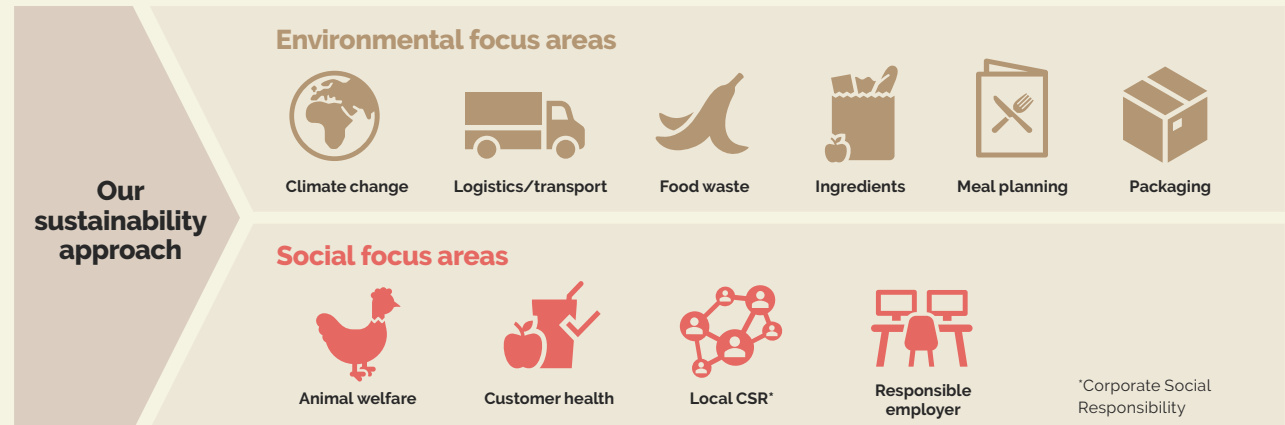 Our
sustainability
approach
Environmental focus areas
Climate change
Logistics/transport
Food waste
Ingredients
Meal planning
Packaging
Social focus areas
Animal welfare
Customer health
Local CSR*
Responsible
employer
*Corporate Social
Responsibility